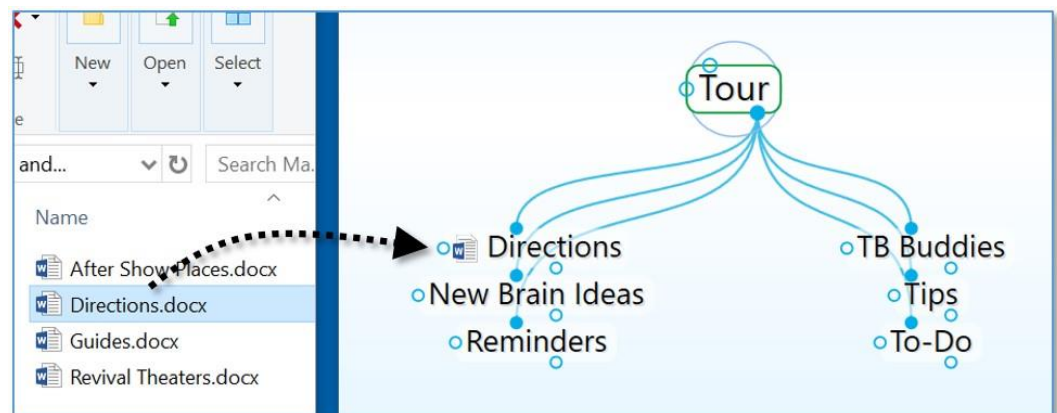 New
Open
Select
e
and...
Search Ma.
Name
After Show Places.docx
Directions.docx
Guides.docx
Revival Theaters.docx
Tour
Directions
TB Buddies
New Brain Ideas
Tips
Reminders
To-Do